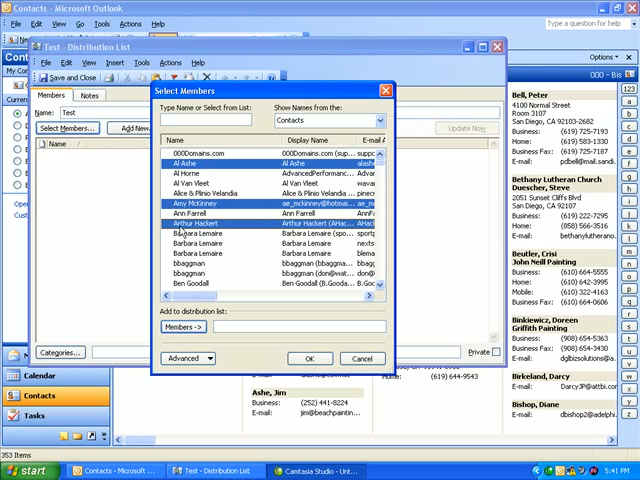 Contacts - Microsoft Outlook
File Edit View Go Tools Actions Help
Type a question for help
Test - Distribution List
File Edit View Insert Tools Actions Help
Save and Close
Members Notes
Name: Test
Select Members... Add New...
Update Now
Name
Categories...
Private
Select Members
Type Name or Select from List:
Show Names from the:
Contacts
Name Display Name E-mail A
000Domains.com 000Domains.com (sup...
Al Ashe Al Ashe
Al Horne AdvancedPerformanc...
Al Van Vleet Al Van Vleet
Alice & Plinio Velandia Alice & Plinio Velandia
Amy McKinney ae_mckinney@hotmai...
Ann Farrell Ann Farrell
Arthur Hackert Arthur Hackert (AHac...
Barbara Lemaire Barbara Lemaire (spo...
Barbara Lemaire Barbara Lemaire
Barbara Lemaire Barbara Lemaire
bbaggman bbaggman (bbaggma...
bbaggman bbaggman (don@wat...
Ben Goodall Ben Goodall (B.Gooda...
Add to distribution list:
Members ->
Advanced
OK Cancel
Options
000 - Bis
Bell, Peter
4100 Normal Street
Room 3107
San Diego, CA 92103-2682
Business: (619) 725-7193
Home: (619) 583-1330
Business Fax: (619) 725-7187
E-mail: pdbell@mail.sandi.
Bethany Lutheran Church
Duescher, Steve
2051 Sunset Cliffs Blvd
San Diego, CA 92103
Business: (619) 222-7295
Home: (858) 566-3516
E-mail: bethanylutherano.
Beutler, Crisi
John Neill Painting
Business: (610) 664-5555
Home: (610) 642-3243
Mobile: (610) 322-4163
Business Fax: (610) 664-0606
Binkiewicz, Doreen
Griffith Painting
Business: (908) 654-5363
Business Fax: (908) 654-3430
E-mail: dglbizsolutions@a...
Birkeland, Darcy
E-mail: DarcyJP@attbi.com
Bishop, Diane
E-mail: dbishop2@adelphi.
123
a
b
c
d
e
f
g
h
i
j
k
l
m
n
o
p
q
r
s
t
u
v
w
x
y
z
Ashe, Jim
Business: (252) 441-8224
E-mail: jim@beachpaintin...
Home: (619) 644-9543
Calendar
Contacts
Tasks
353 Items
start
Contacts - Microsoft ...
Test - Distribution List
Camtasia Studio - Unt...
5:41 PM